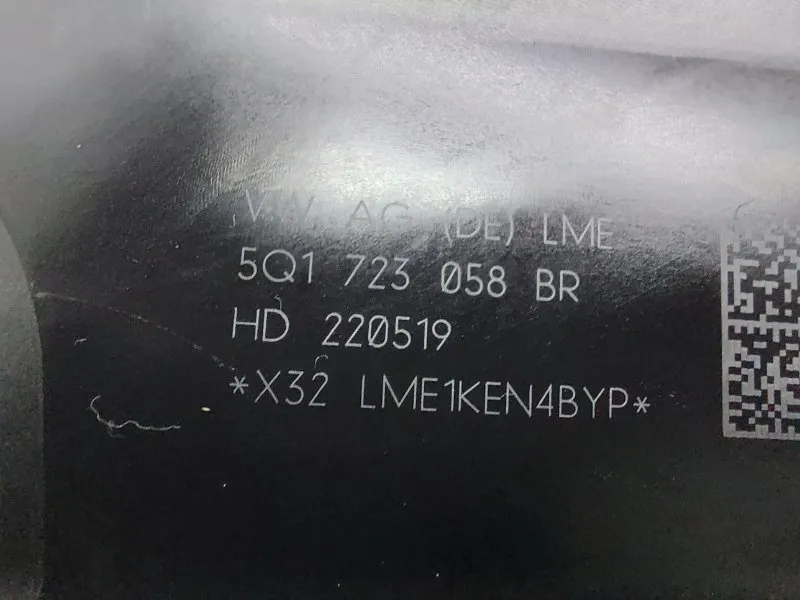 VW AG (DE) LME
5Q1 723 058 BR
HD 220519
*X32 LME1KEN4BYP*